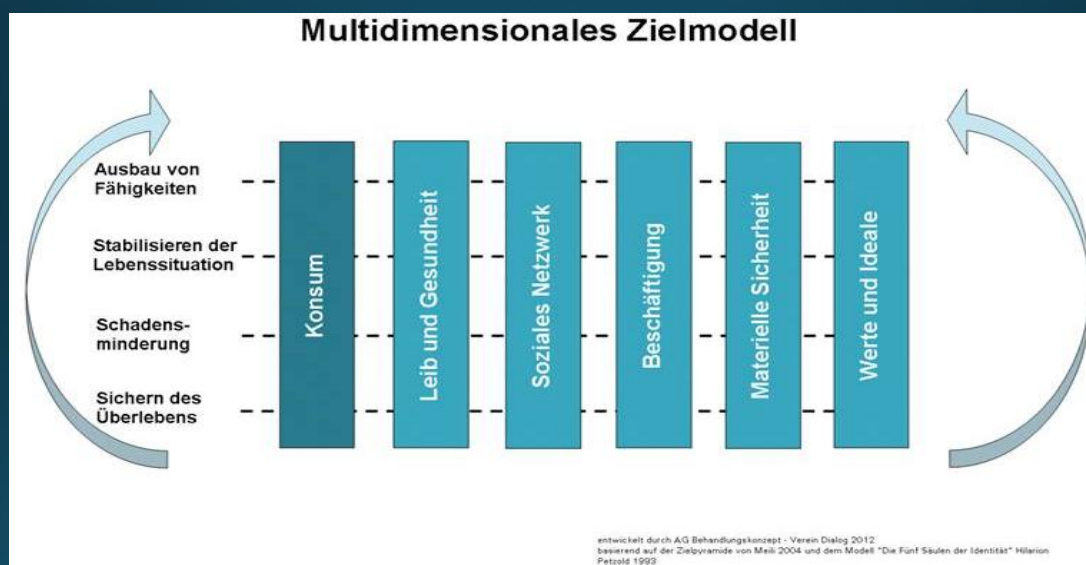 Multidimensionales Zielmodell
Ausbau von
Fähigkeiten
Stabilisieren der
Lebenssituation
Schadens-
minderung
Sichern des
Überlebens
Konsum
Leib und Gesundheit
Soziales Netzwerk
Beschäftigung
Materielle Sicherheit
Werte und Ideale
entwickelt durch AG Behandlungskonzept - Verein Dialog 2012
basierend auf der Zielpyramide von Meili 2004 und dem Modell "Die Fünf Säulen der Identität" Hilarion
Petzold 1993